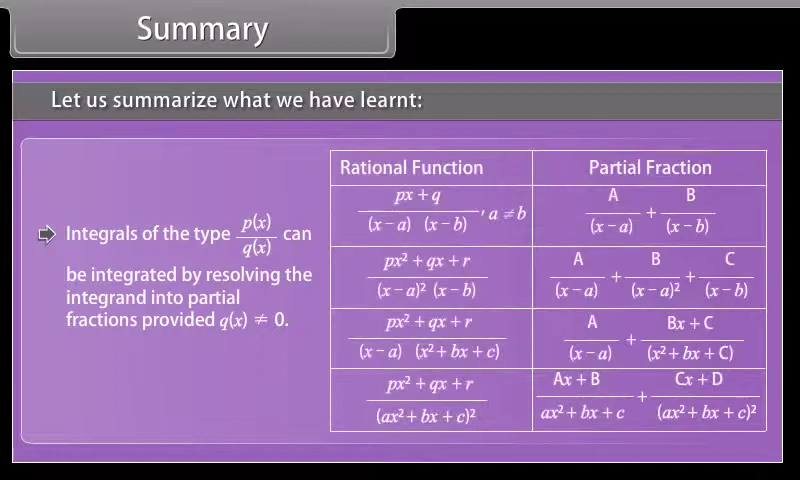 Summary
Let us summarize what we have learnt:
Integrals of the type p(x)/q(x) can
be integrated by resolving the
integrand into partial
fractions provided q(x) ≠ 0.
Rational Function | Partial Fraction
px + q / (x – a) (x – b) , a ≠ b | A / (x – a) + B / (x – b)
px² + qx + r / (x – a)² (x – b) | A / (x – a) + B / (x – a)² + C / (x – b)
px² + qx + r / (x – a) (x² + bx + c) | A / (x – a) + Bx + C / (x² + bx + C)
px² + qx + r / (ax² + bx + c)² | Ax + B / ax² + bx + c + Cx + D / (ax² + bx + c)²